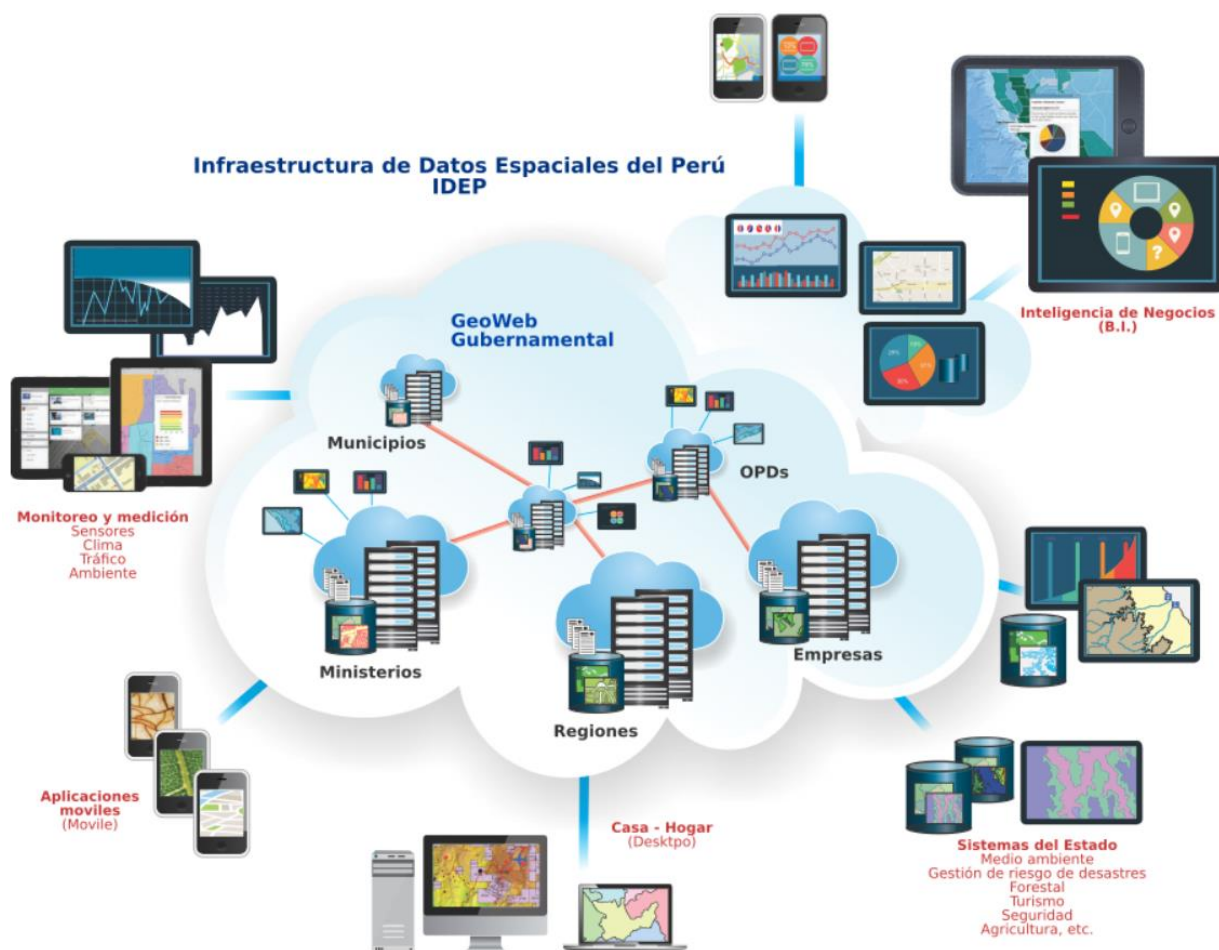 Infraestructura de Datos Espaciales del Perú
IDEP
GeoWeb
Gubernamental
Inteligencia de Negocios
(B.I.)
Municipios
OPDs
Monitoreo y medición
Sensores
Clima
Tráfico
Ambiente
Ministerios
Empresas
Regiones
Aplicaciones
moviles
(Movile)
Casa - Hogar
(Desktpo)
Sistemas del Estado
Medio ambiente
Gestión de riesgo de desastres
Forestal
Turismo
Seguridad
Agricultura, etc.